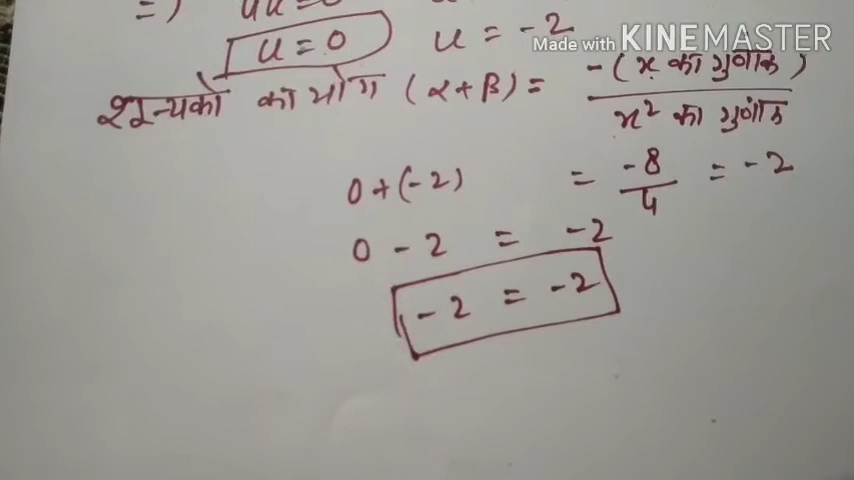 =)
u = 0 u = -2
Made with KINEMASTER
शून्यको का योग (α + β) = -(x का गुणांक) / x² का गुणांक
0 + (-2) = -8/4 = -2
0 - 2 = -2
-2 = -2